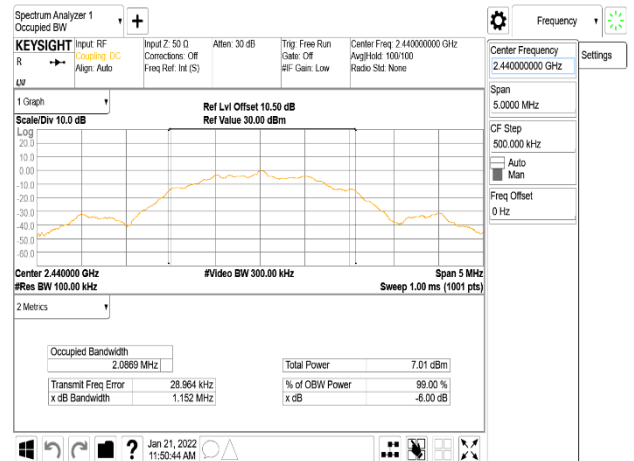 Spectrum Analyzer 1
Occupied BW
+
Frequency
KEYSIGHT
R
LXI
Input: RF
Coupling: DC
Align: Auto
Input Z: 50 Ω
Corrections: Off
Freq Ref: Int (S)
Atten: 30 dB
Trig: Free Run
Gate: Off
#IF Gain: Low
Center Freq: 2.440000000 GHz
Avg|Hold: 100/100
Radio Std: None
Center Frequency
2.440000000 GHz
Settings
Span
5.0000 MHz
CF Step
500.000 kHz
Auto
Man
Freq Offset
0 Hz
1 Graph
Scale/Div 10.0 dB
Ref Lvl Offset 10.50 dB
Ref Value 30.00 dBm
Log
20.0
10.0
0.00
-10.0
-20.0
-30.0
-40.0
-50.0
-60.0
Center 2.440000 GHz
#Res BW 100.00 kHz
#Video BW 300.00 kHz
Span 5 MHz
Sweep 1.00 ms (1001 pts)
2 Metrics
Occupied Bandwidth
2.0869 MHz
Total Power 7.01 dBm
Transmit Freq Error 28.964 kHz
% of OBW Power 99.00 %
x dB Bandwidth 1.152 MHz
x dB -6.00 dB
?
Jan 21, 2022
11:50:44 AM